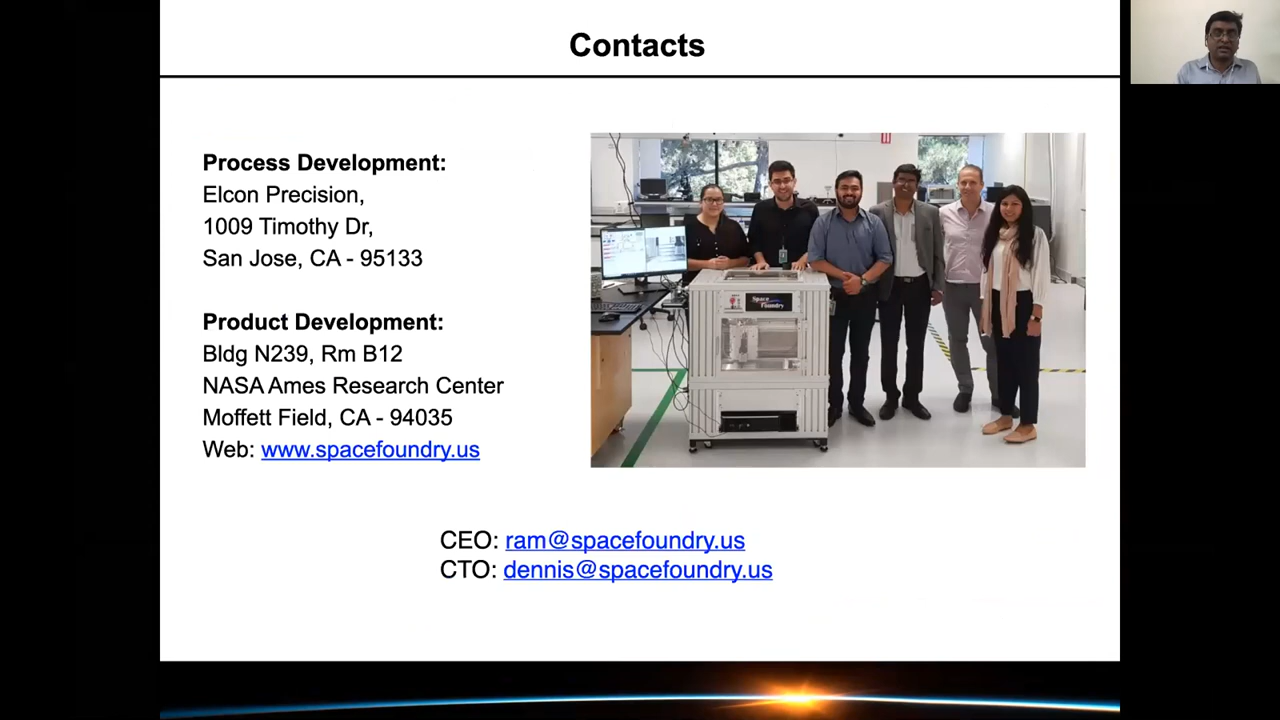 Contacts
Process Development:
Elcon Precision,
1009 Timothy Dr,
San Jose, CA - 95133
Product Development:
Bldg N239, Rm B12
NASA Ames Research Center
Moffett Field, CA - 94035
Web: www.spacefoundry.us
Space
Foundry
CEO: ram@spacefoundry.us
CTO: dennis@spacefoundry.us